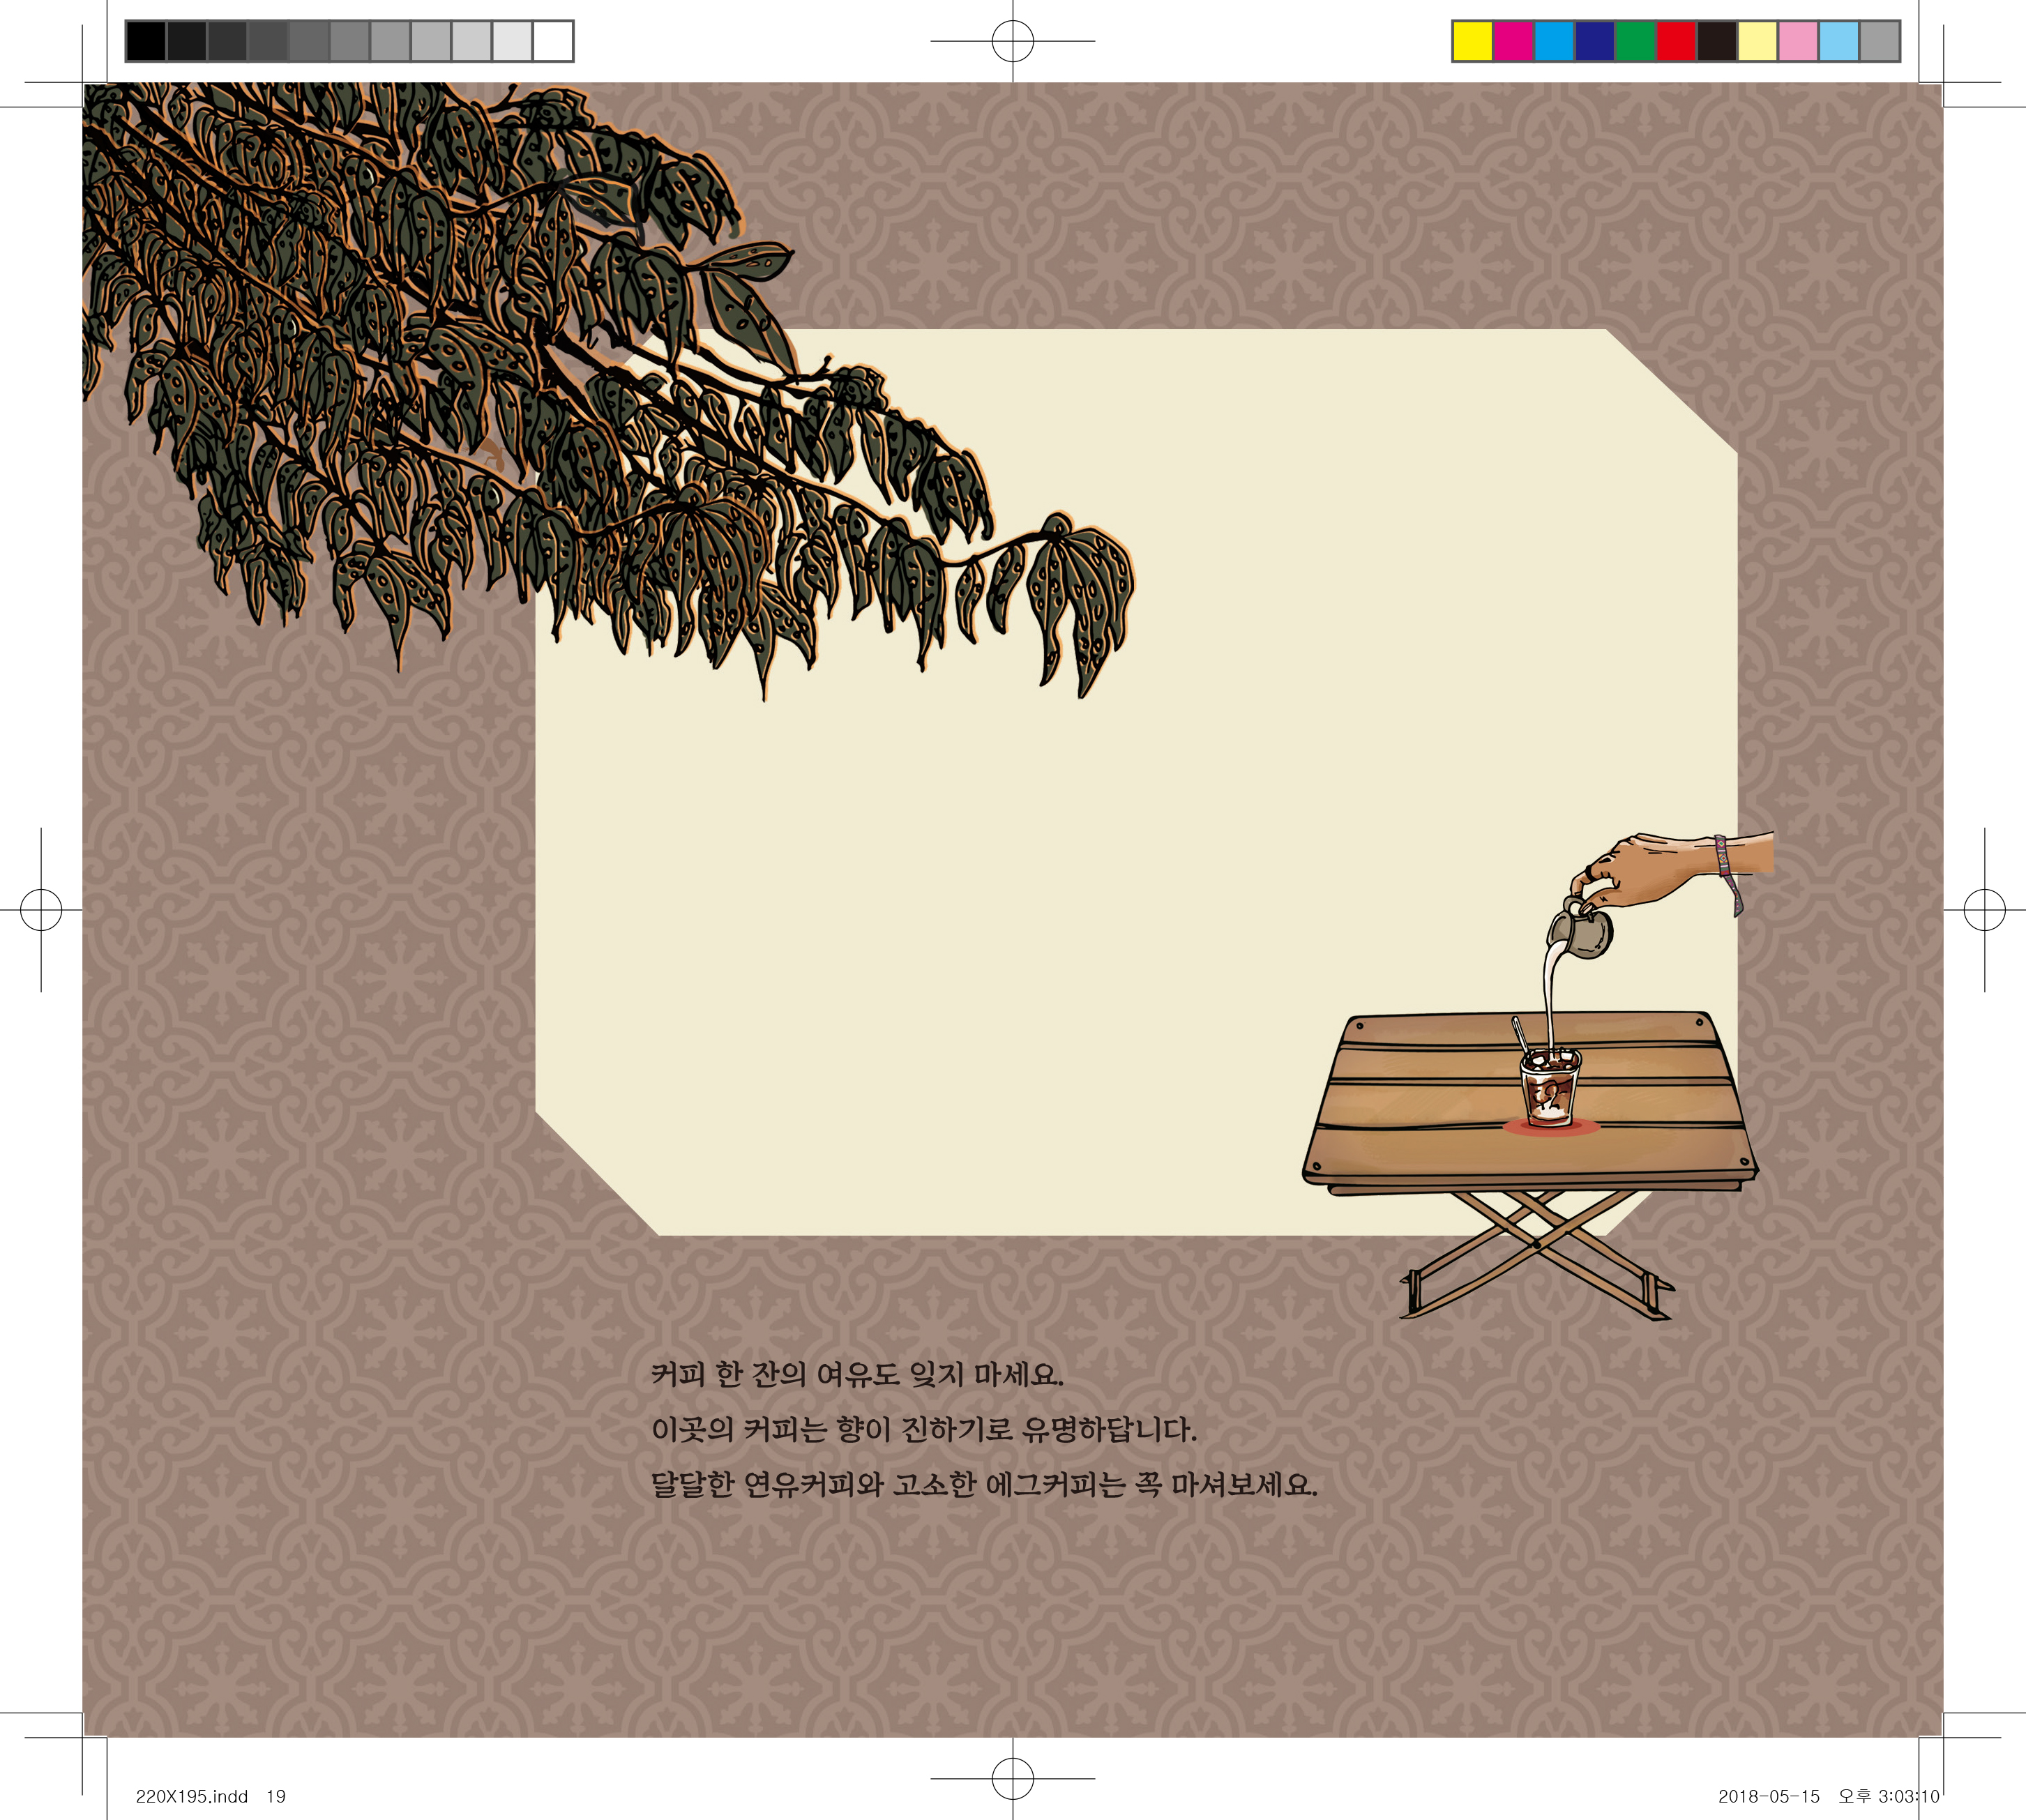 커피 한 잔의 여유도 잊지 마세요.
이곳의 커피는 향이 진하기로 유명하답니다.
달달한 연유커피와 고소한 에그커피는 꼭 마셔보세요.
220X195.indd 19
2018-05-15 오후 3:03:10